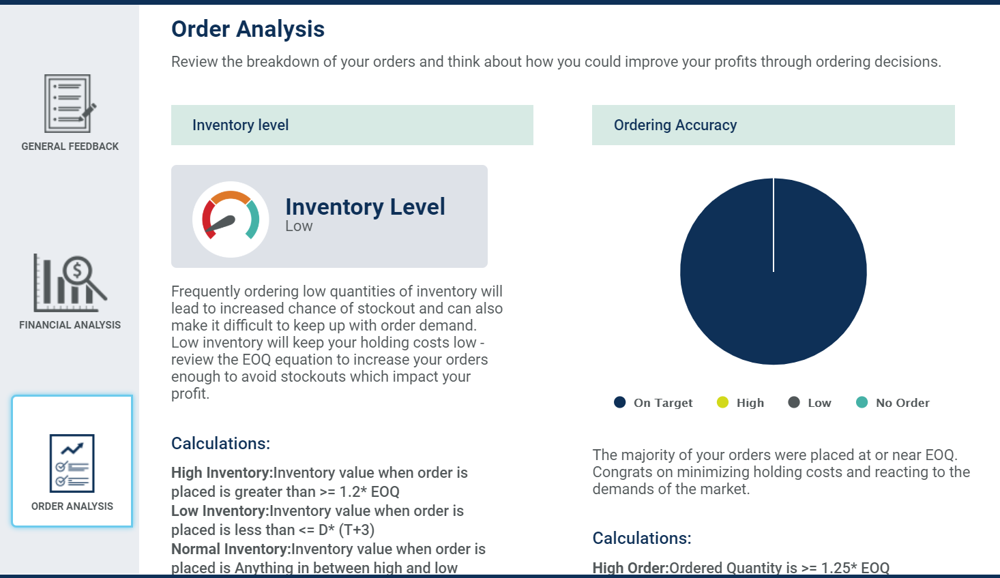 Order Analysis
Review the breakdown of your orders and think about how you could improve your profits through ordering decisions.
GENERAL FEEDBACK
FINANCIAL ANALYSIS
ORDER ANALYSIS
Inventory level
Inventory Level
Low
Frequently ordering low quantities of inventory will
lead to increased chance of stockout and can also
make it difficult to keep up with order demand.
Low inventory will keep your holding costs low -
review the EOQ equation to increase your orders
enough to avoid stockouts which impact your
profit.
Calculations:
High Inventory:Inventory value when order is
placed is greater than >= 1.2* EOQ
Low Inventory:Inventory value when order is
placed is less than <= D* (T+3)
Normal Inventory:Inventory value when order is
placed is Anything in between high and low
Ordering Accuracy
On Target
High
Low
No Order
The majority of your orders were placed at or near EOQ.
Congrats on minimizing holding costs and reacting to the
demands of the market.
Calculations:
High Order:Ordered Quantity is >= 1.25* EOQ